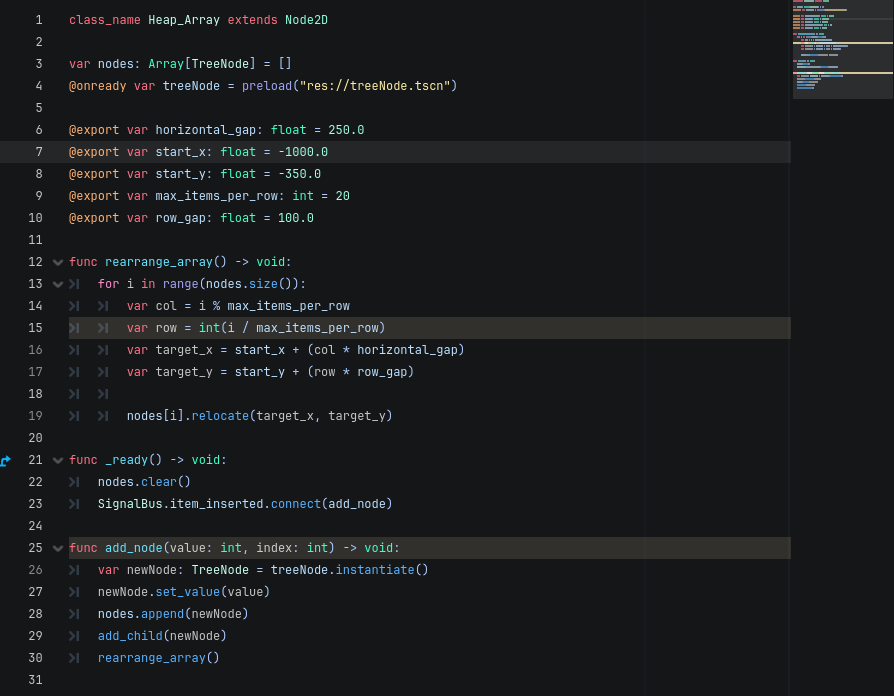 1 class_name Heap_Array extends Node2D
2
3 var nodes: Array[TreeNode] = []
4 @onready var treeNode = preload("res://treeNode.tscn")
5
6 @export var horizontal_gap: float = 250.0
7 @export var start_x: float = -1000.0
8 @export var start_y: float = -350.0
9 @export var max_items_per_row: int = 20
10 @export var row_gap: float = 100.0
11
12 func rearrange_array() -> void:
13 for i in range(nodes.size()):
14 var col = i % max_items_per_row
15 var row = int(i / max_items_per_row)
16 var target_x = start_x + (col * horizontal_gap)
17 var target_y = start_y + (row * row_gap)
18
19 nodes[i].relocate(target_x, target_y)
20
21 func _ready() -> void:
22 nodes.clear()
23 SignalBus.item_inserted.connect(add_node)
24
25 func add_node(value: int, index: int) -> void:
26 var newNode: TreeNode = treeNode.instantiate()
27 newNode.set_value(value)
28 nodes.append(newNode)
29 add_child(newNode)
30 rearrange_array()
31